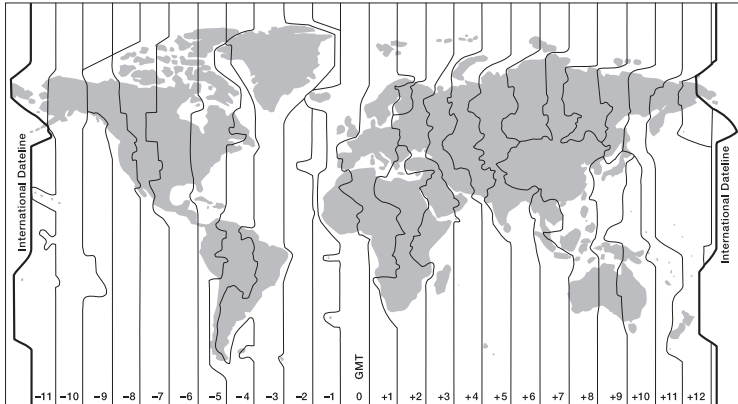 International Dateline
International Dateline
GMT
–11 –10 –9 –8 –7 –6 –5 –4 –3 –2 –1 0 +1 +2 +3 +4 +5 +6 +7 +8 +9 +10 +11 +12